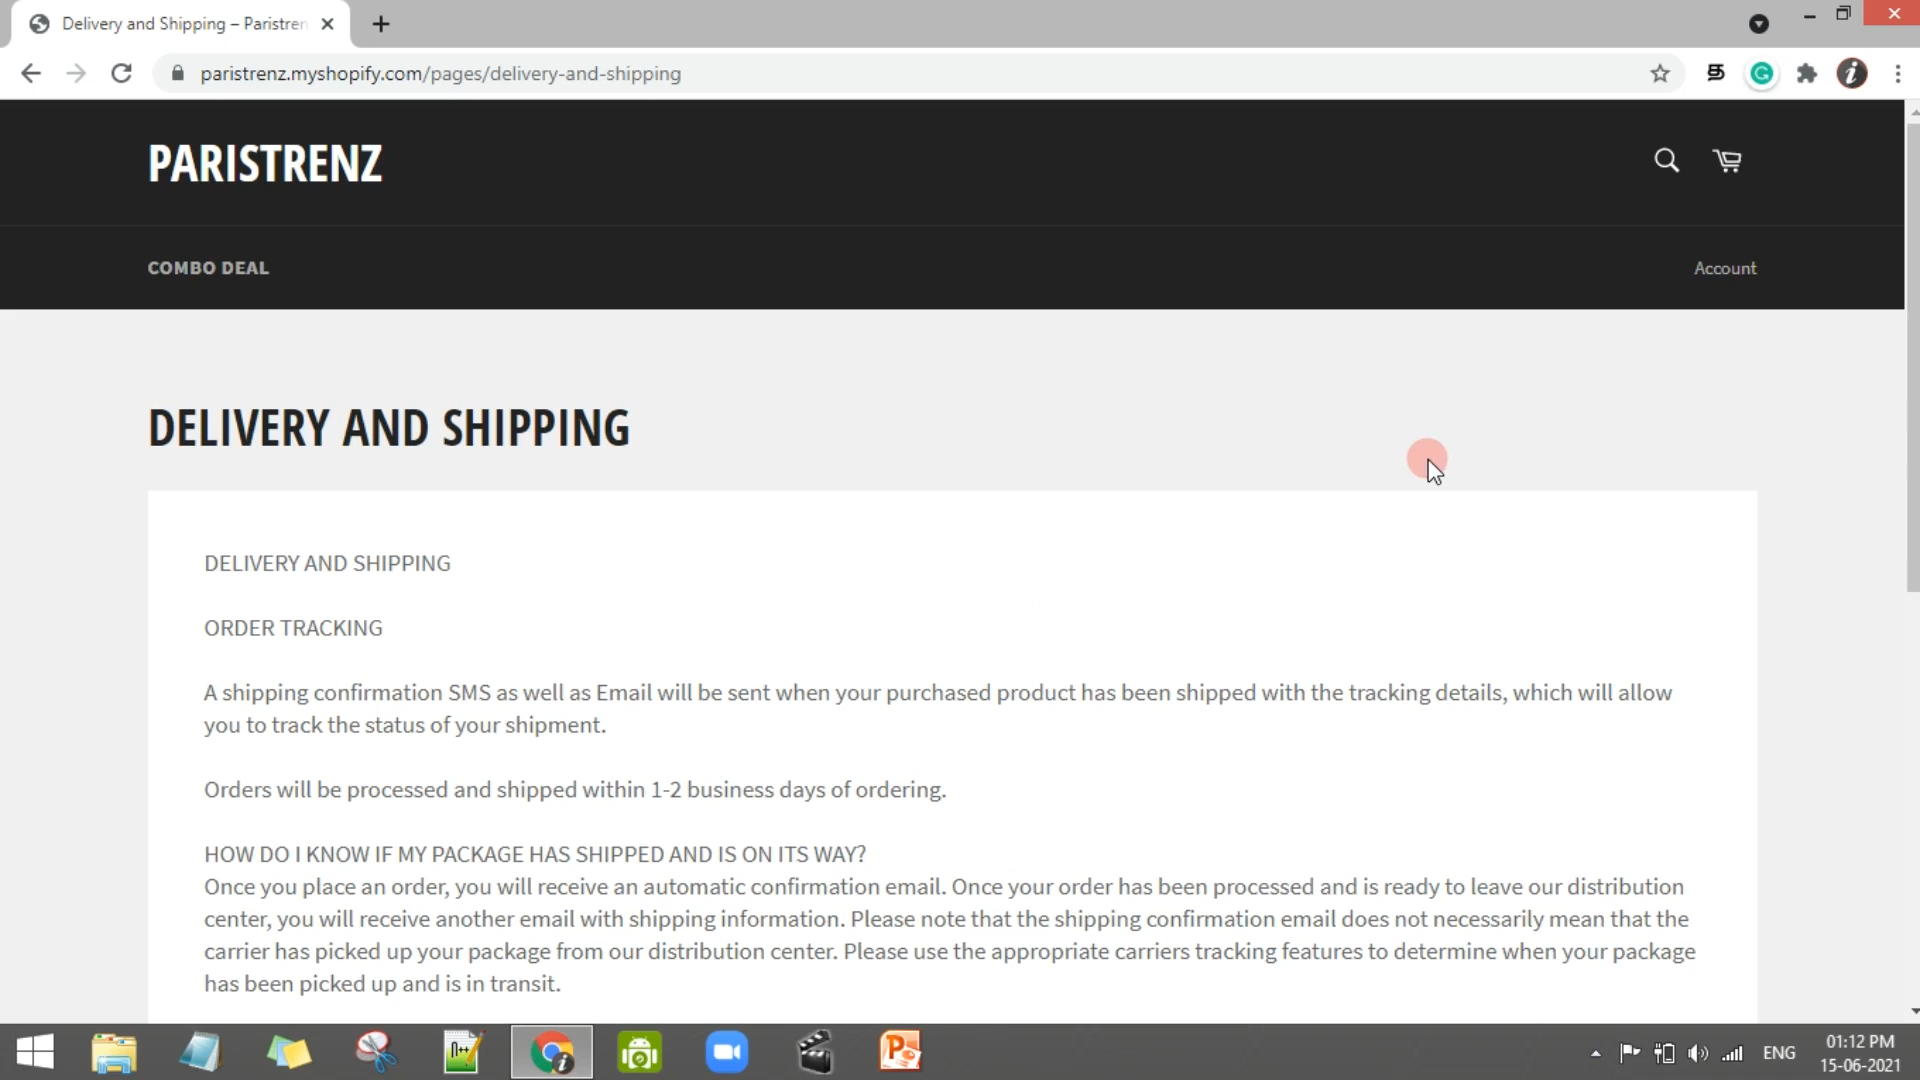 Delivery and Shipping – Paristren
paristrenz.myshopify.com/pages/delivery-and-shipping
PARISTRENZ
COMBO DEAL
Account
DELIVERY AND SHIPPING
DELIVERY AND SHIPPING
ORDER TRACKING
A shipping confirmation SMS as well as Email will be sent when your purchased product has been shipped with the tracking details, which will allow
you to track the status of your shipment.
Orders will be processed and shipped within 1-2 business days of ordering.
HOW DO I KNOW IF MY PACKAGE HAS SHIPPED AND IS ON ITS WAY?
Once you place an order, you will receive an automatic confirmation email. Once your order has been processed and is ready to leave our distribution
center, you will receive another email with shipping information. Please note that the shipping confirmation email does not necessarily mean that the
carrier has picked up your package from our distribution center. Please use the appropriate carriers tracking features to determine when your package
has been picked up and is in transit.
ENG
01:12 PM
15-06-2021